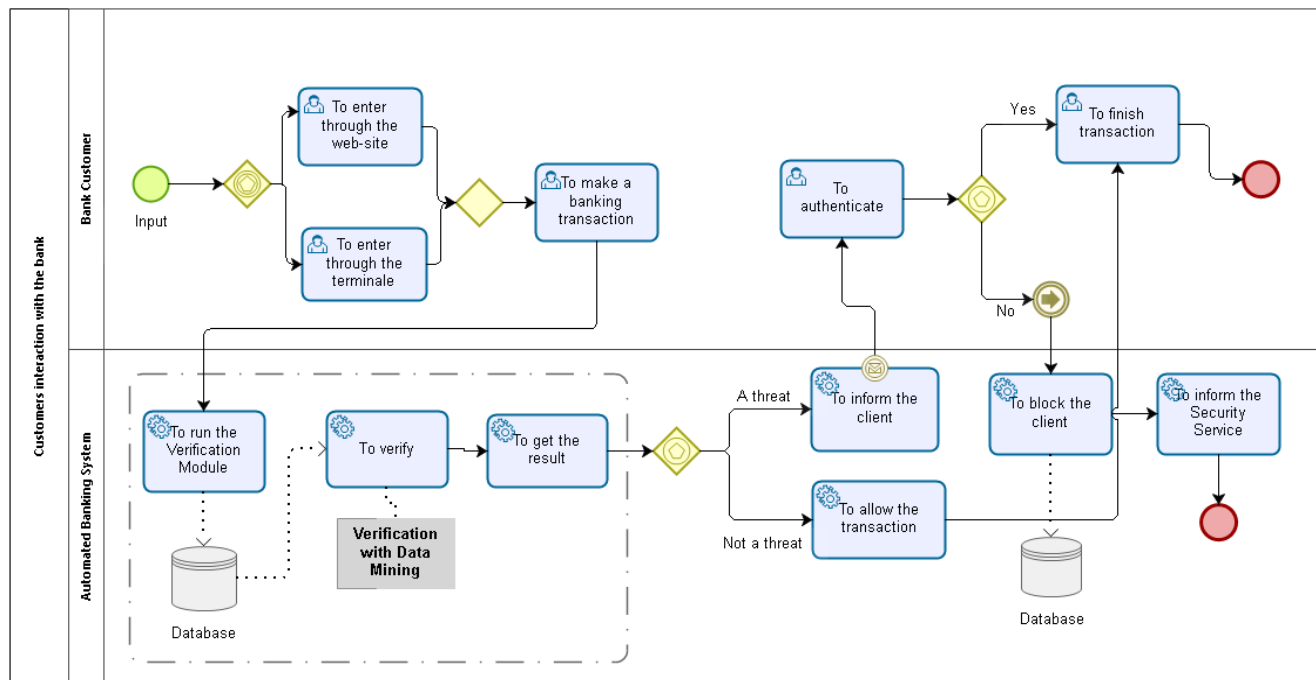 Customers interaction with the bank
Bank Customer
Input
To enter
through the
web-site
To enter
through the
terminale
To make a
banking
transaction
To
authenticate
Yes
No
To finish
transaction
Automated Banking System
To run the
Verification
Module
Database
To verify
Verification
with Data
Mining
To get the
result
A threat
Not a threat
To inform the
client
To allow the
transaction
To block the
client
Database
To inform the
Security
Service